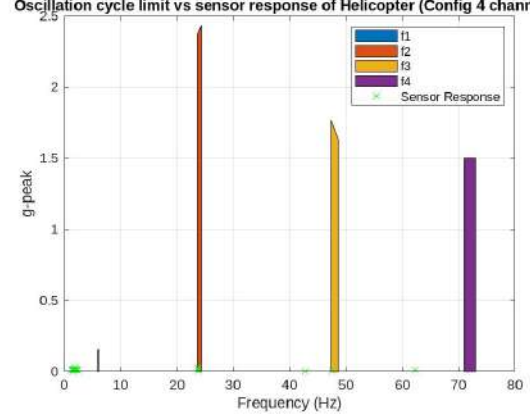 Oscillation cycle limit vs sensor response of Helicopter (Config 4 chann
2.5
2
1.5
1
0.5
0
g-peak
f1
f2
f3
f4
Sensor Response
0 10 20 30 40 50 60 70 80
Frequency (Hz)